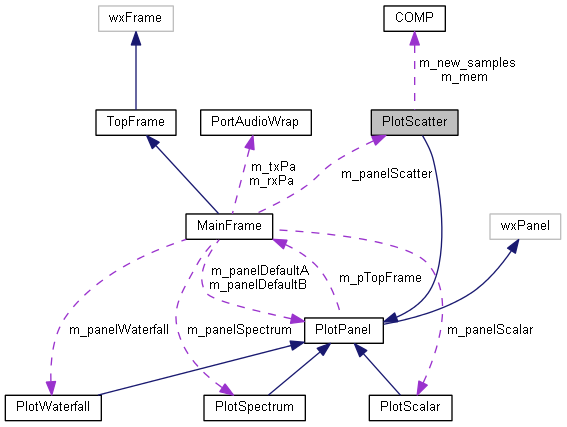 wxFrame
COMP
m_new_samples
m_mem
TopFrame
PortAudioWrap
PlotScatter
m_txPa
m_rxPa
m_panelScatter
MainFrame
wxPanel
m_panelDefaultA
m_panelDefaultB
m_pTopFrame
m_panelWaterfall
m_panelSpectrum
PlotPanel
m_panelScalar
PlotWaterfall
PlotSpectrum
PlotScalar